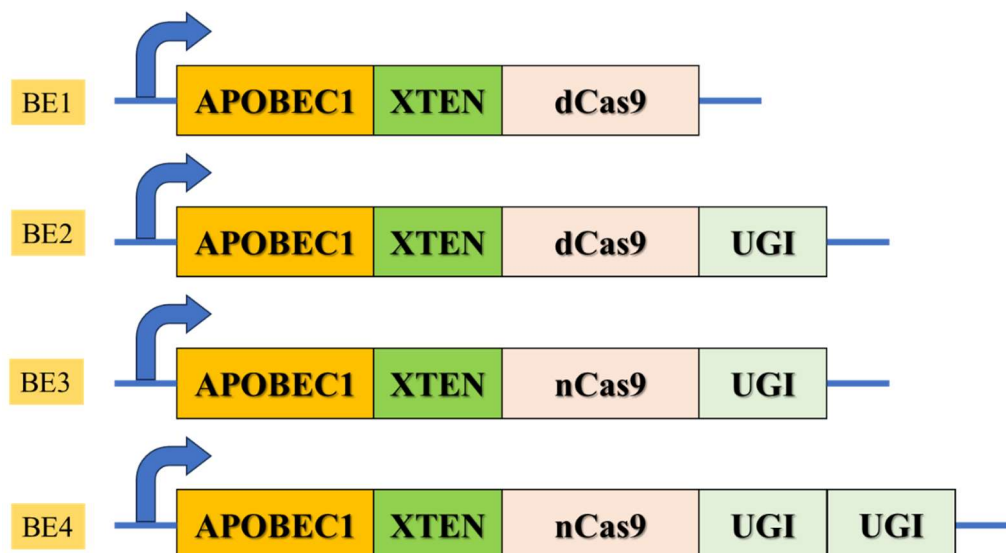 BE1 APOBEC1 XTEN dCas9
BE2 APOBEC1 XTEN dCas9 UGI
BE3 APOBEC1 XTEN nCas9 UGI
BE4 APOBEC1 XTEN nCas9 UGI UGI